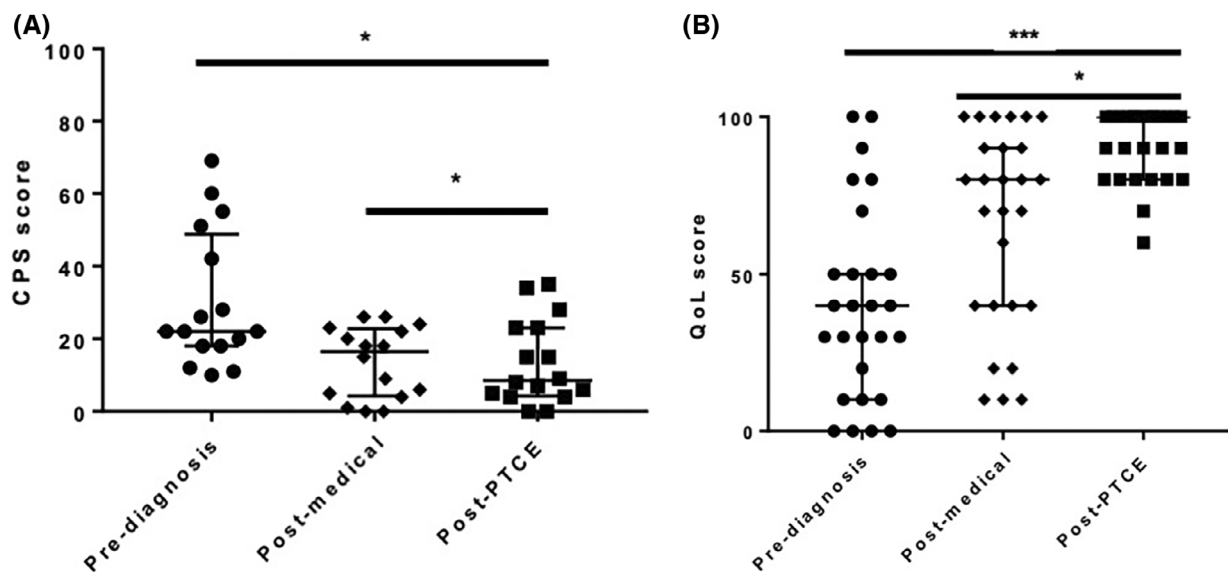 (A)
*
*
CPS score
100
80
60
40
20
0
Pre-diagnosis
Post-medical
Post-PTCE
(B)
***
*
QoL score
100
50
0
Pre-diagnosis
Post-medical
Post-PTCE